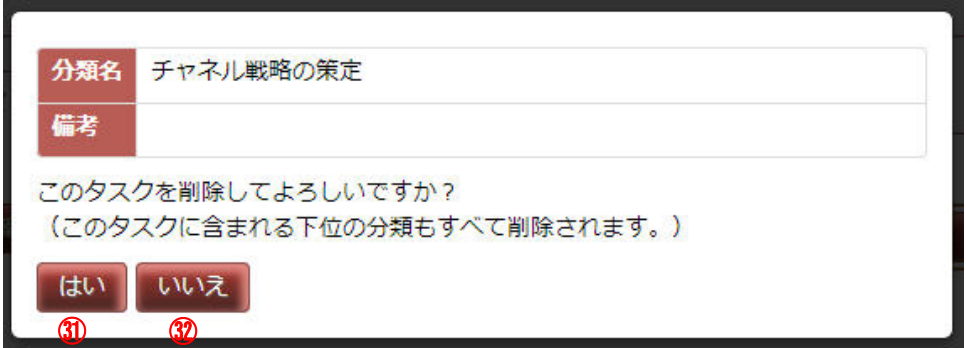 分類名 チャネル戦略の策定
備考
このタスクを削除してよろしいですか？
（このタスクに含まれる下位の分類もすべて削除されます。）
はい いいえ
㉛ ㉜